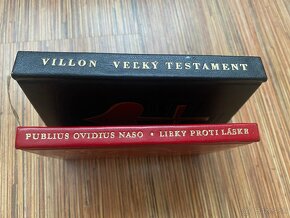 VILLON VEĽKÝ TESTAMENT
PUBLIUS OVIDIUS NASO • LIEKY PROTI LÁSKE